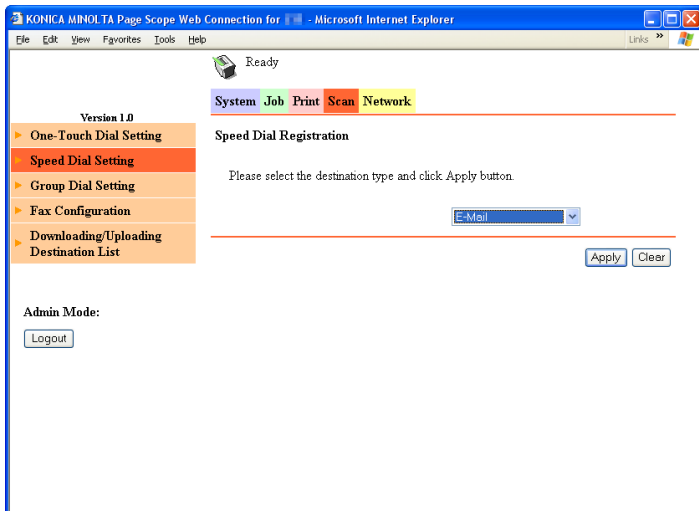 KONICA MINOLTA Page Scope Web Connection for - Microsoft Internet Explorer
File Edit View Favorites Tools Help
Links »
Ready
System Job Print Scan Network
Version 1.0
One-Touch Dial Setting
Speed Dial Setting
Group Dial Setting
Fax Configuration
Downloading/Uploading
Destination List
Admin Mode:
Logout
Speed Dial Registration
Please select the destination type and click Apply button.
E-Mail
Apply Clear